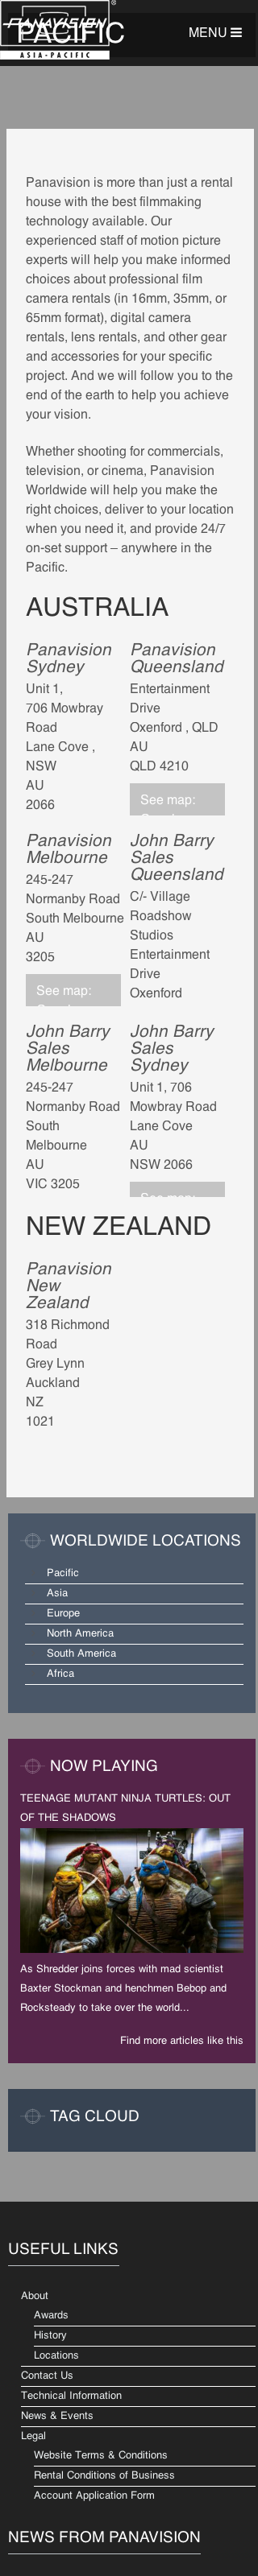 PANAVISION®
PACIFIC
ASIA-PACIFIC
MENU
Panavision is more than just a rental
house with the best filmmaking
technology available. Our
experienced staff of motion picture
experts will help you make informed
choices about professional film
camera rentals (in 16mm, 35mm, or
65mm format), digital camera
rentals, lens rentals, and other gear
and accessories for your specific
project. And we will follow you to the
end of the earth to help you achieve
your vision.
Whether shooting for commercials,
television, or cinema, Panavision
Worldwide will help you make the
right choices, deliver to your location
when you need it, and provide 24/7
on-set support – anywhere in the
Pacific.
AUSTRALIA
Panavision
Sydney
Unit 1,
706 Mowbray
Road
Lane Cove ,
NSW
AU
2066
Panavision
Queensland
Entertainment
Drive
Oxenford , QLD
AU
QLD 4210
See map:
Panavision
Melbourne
245-247
Normanby Road
South Melbourne
AU
3205
See map:
John Barry
Sales
Queensland
C/- Village
Roadshow
Studios
Entertainment
Drive
Oxenford
John Barry
Sales
Melbourne
245-247
Normanby Road
South
Melbourne
AU
VIC 3205
John Barry
Sales
Sydney
Unit 1, 706
Mowbray Road
Lane Cove
AU
NSW 2066
See map:
NEW ZEALAND
Panavision
New
Zealand
318 Richmond
Road
Grey Lynn
Auckland
NZ
1021
WORLDWIDE LOCATIONS
Pacific
Asia
Europe
North America
South America
Africa
NOW PLAYING
TEENAGE MUTANT NINJA TURTLES: OUT
OF THE SHADOWS
As Shredder joins forces with mad scientist
Baxter Stockman and henchmen Bebop and
Rocksteady to take over the world...
Find more articles like this
TAG CLOUD
USEFUL LINKS
About
Awards
History
Locations
Contact Us
Technical Information
News & Events
Legal
Website Terms & Conditions
Rental Conditions of Business
Account Application Form
NEWS FROM PANAVISION